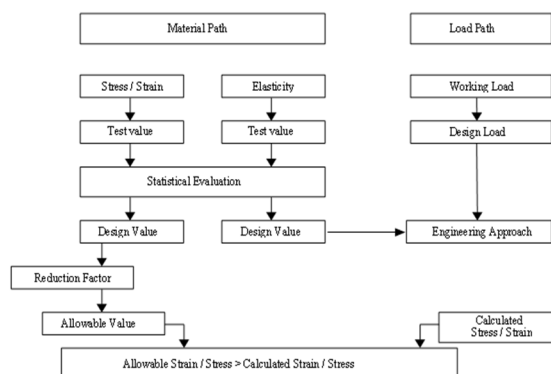 Material Path
Load Path
Stress / Strain
Elasticity
Working Load
Test value
Test value
Design Load
Statistical Evaluation
Design Value
Design Value
Engineering Approach
Reduction Factor
Allowable Value
Calculated
Stress / Strain
Allowable Strain / Stress > Calculated Strain / Stress